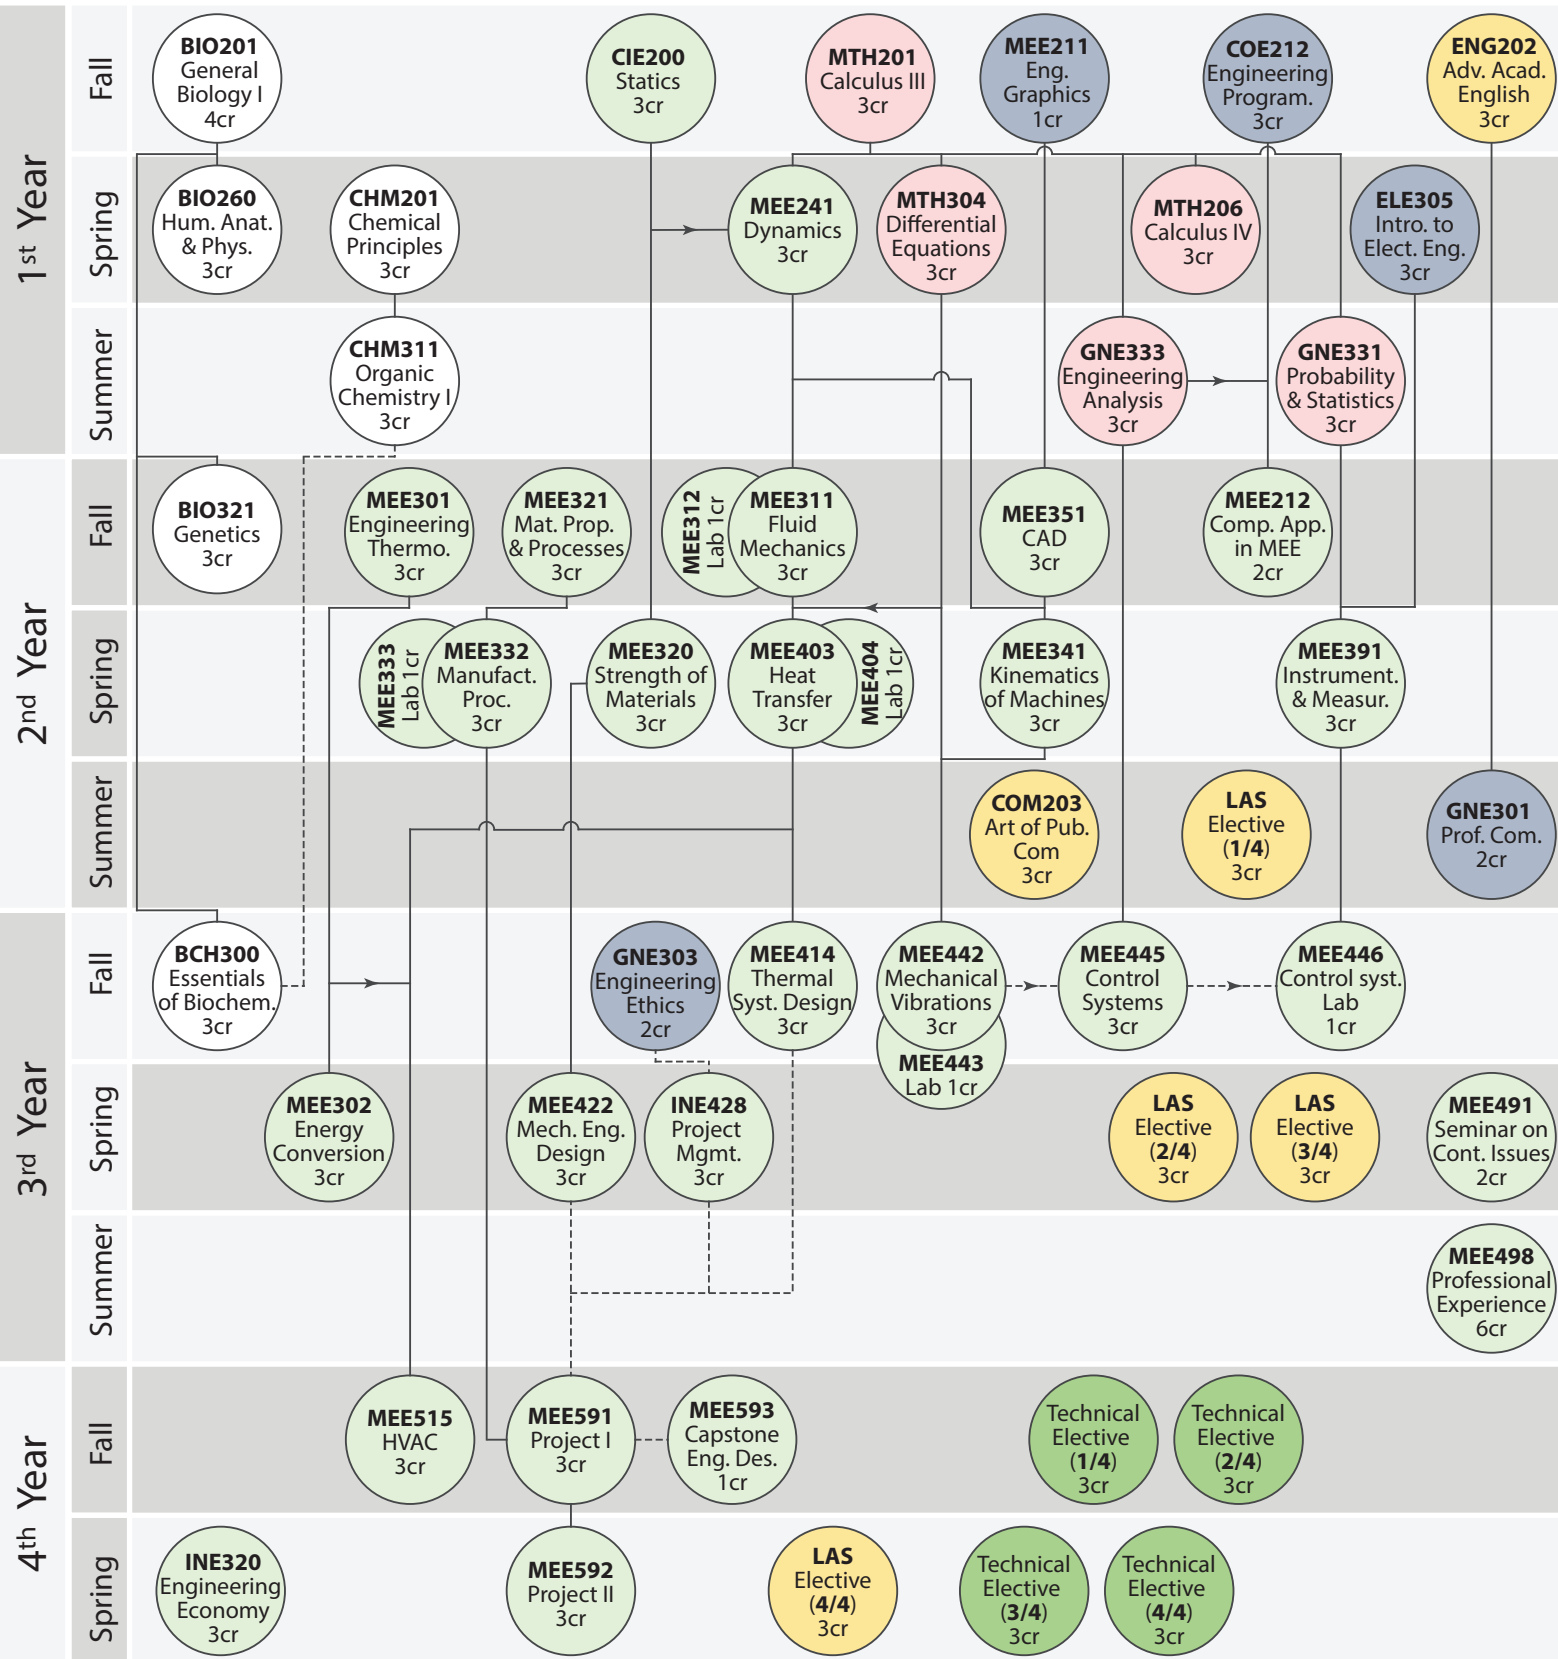 1st Year
Fall
BIO201
General
Biology I
4cr
CIE200
Statics
3cr
MTH201
Calculus III
3cr
MEE211
Eng.
Graphics
1cr
COE212
Engineering
Program.
3cr
ENG202
Adv. Acad.
English
3cr
Spring
BIO260
Hum. Anat.
& Phys.
3cr
CHM201
Chemical
Principles
3cr
MEE241
Dynamics
3cr
MTH304
Differential
Equations
3cr
MTH206
Calculus IV
3cr
ELE305
Intro. to
Elect. Eng.
3cr
Summer
CHM311
Organic
Chemistry I
3cr
GNE333
Engineering
Analysis
3cr
GNE331
Probability
& Statistics
3cr
2nd Year
Fall
BIO321
Genetics
3cr
MEE301
Engineering
Thermo.
3cr
MEE321
Mat. Prop.
& Processes
3cr
MEE312
Lab 1cr
MEE311
Fluid
Mechanics
3cr
MEE351
CAD
3cr
MEE212
Comp. App.
in MEE
2cr
Spring
MEE333
Lab 1cr
MEE332
Manufact.
Proc.
3cr
MEE320
Strength of
Materials
3cr
MEE403
Heat
Transfer
3cr
MEE404
Lab 1cr
MEE341
Kinematics
of Machines
3cr
MEE391
Instrument.
& Measur.
3cr
Summer
COM203
Art of Pub.
Com
3cr
LAS
Elective
(1/4)
3cr
GNE301
Prof. Com.
2cr
3rd Year
Fall
BCH300
Essentials
of Biochem.
3cr
GNE303
Engineering
Ethics
2cr
MEE414
Thermal
Syst. Design
3cr
MEE442
Mechanical
Vibrations
3cr
MEE443
Lab 1cr
MEE445
Control
Systems
3cr
MEE446
Control syst.
Lab
1cr
Spring
MEE302
Energy
Conversion
3cr
MEE422
Mech. Eng.
Design
3cr
INE428
Project
Mgmt.
3cr
LAS
Elective
(2/4)
3cr
LAS
Elective
(3/4)
3cr
MEE491
Seminar on
Cont. Issues
2cr
Summer
MEE498
Professional
Experience
6cr
4th Year
Fall
MEE515
HVAC
3cr
MEE591
Project I
3cr
MEE593
Capstone
Eng. Des.
1cr
Technical
Elective
(1/4)
3cr
Technical
Elective
(2/4)
3cr
Spring
INE320
Engineering
Economy
3cr
MEE592
Project II
3cr
LAS
Elective
(4/4)
3cr
Technical
Elective
(3/4)
3cr
Technical
Elective
(4/4)
3cr